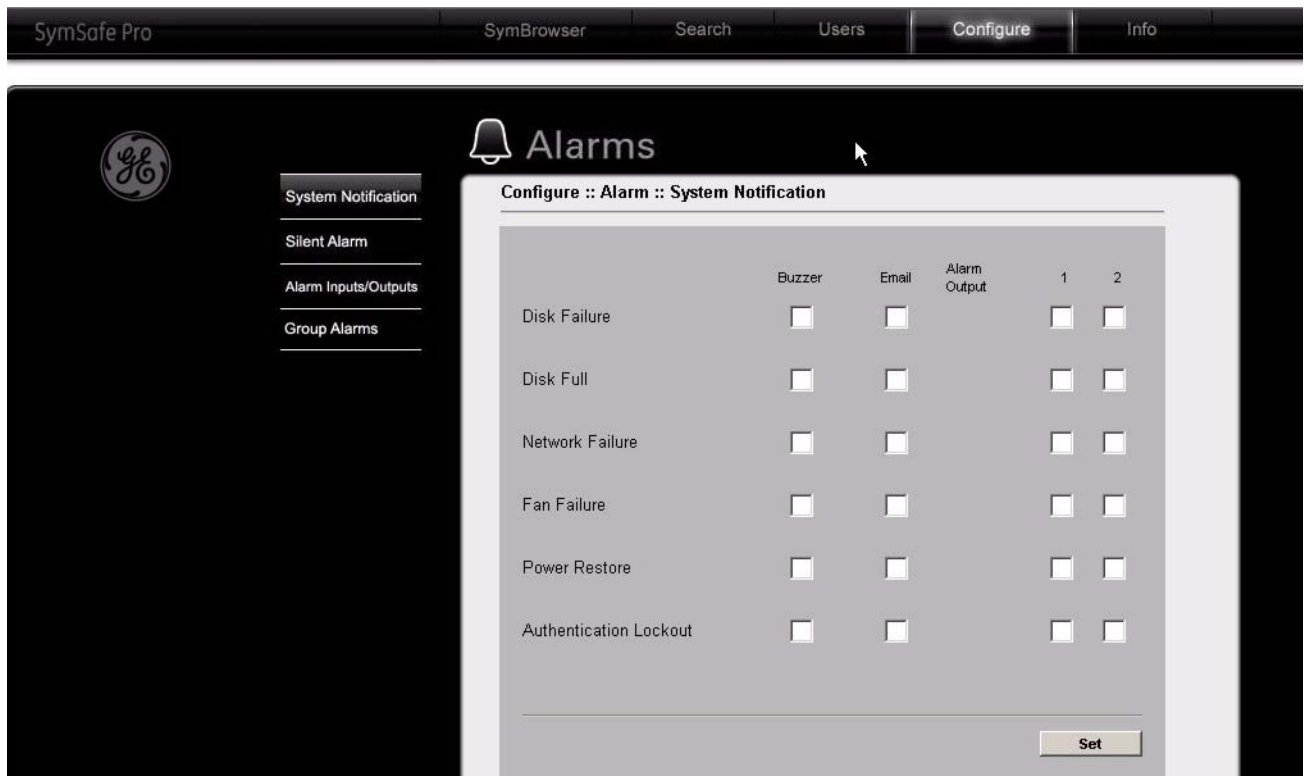 SymSafe Pro
SymBrowser Search Users Configure Info
GE
Alarms
System Notification
Silent Alarm
Alarm Inputs/Outputs
Group Alarms
Configure :: Alarm :: System Notification
Buzzer Email Alarm Output 1 2
Disk Failure
Disk Full
Network Failure
Fan Failure
Power Restore
Authentication Lockout
Set